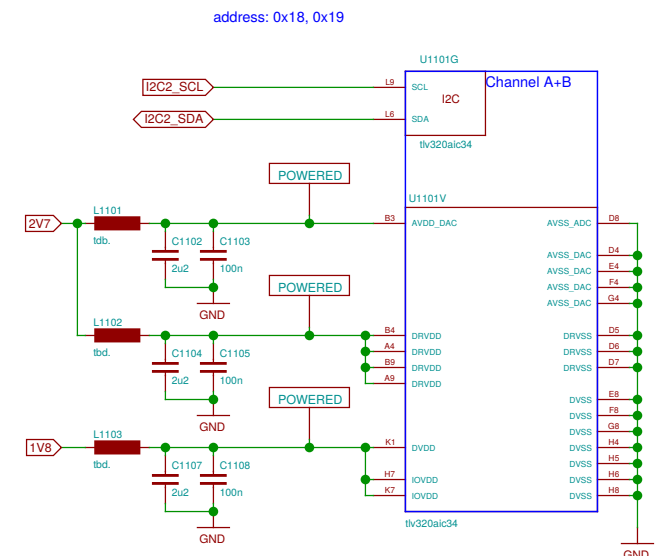 address: 0x18, 0x19
U1101G
I2C2_SCL
L9
SCL
I2C
Channel A+B
I2C2_SDA
L6
SDA
tlv320aic34
POWERED
U1101V
2V7
L1101
tdb.
B3
AVDD_DAC
AVSS_ADC
D8
C1102
2u2
C1103
100n
GND
AVSS_DAC
D4
AVSS_DAC
E4
AVSS_DAC
F4
AVSS_DAC
G4
POWERED
L1102
tbd.
B4
DRVDD
A4
DRVDD
B9
DRVDD
A9
DRVDD
DRVSS
D5
DRVSS
D6
DRVSS
D7
C1104
2u2
C1105
100n
GND
POWERED
DVSS
E8
DVSS
F8
DVSS
G8
1V8
L1103
tbd.
K1
DVDD
DVSS
H4
DVSS
H5
C1107
2u2
C1108
100n
H7
IOVDD
DVSS
H6
K7
IOVDD
DVSS
H8
tlv320aic34
GND
GND